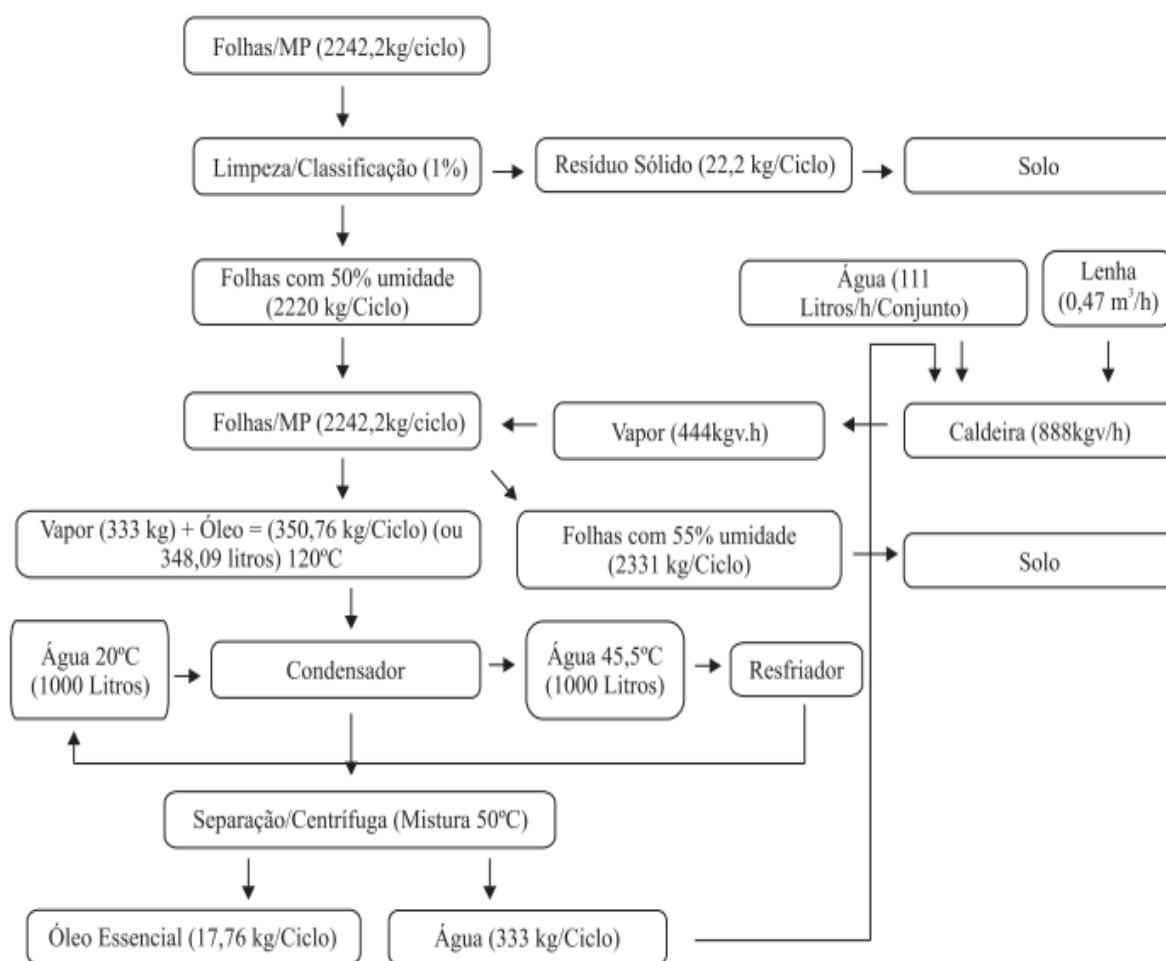 Folhas/MP (2242,2kg/ciclo)
Limpeza/Classificação (1%)
Resíduo Sólido (22,2 kg/Ciclo)
Solo
Folhas com 50% umidade
(2220 kg/Ciclo)
Água (111
Litros/h/Conjunto)
Lenha
(0,47 m³/h)
Folhas/MP (2242,2kg/ciclo)
Vapor (444kgv.h)
Caldeira (888kgv/h)
Vapor (333 kg) + Óleo = (350,76 kg/Ciclo) (ou
348,09 litros) 120ºC
Folhas com 55% umidade
(2331 kg/Ciclo)
Solo
Água 20ºC
(1000 Litros)
Condensador
Água 45,5ºC
(1000 Litros)
Resfriador
Separação/Centrífuga (Mistura 50ºC)
Óleo Essencial (17,76 kg/Ciclo)
Água (333 kg/Ciclo)